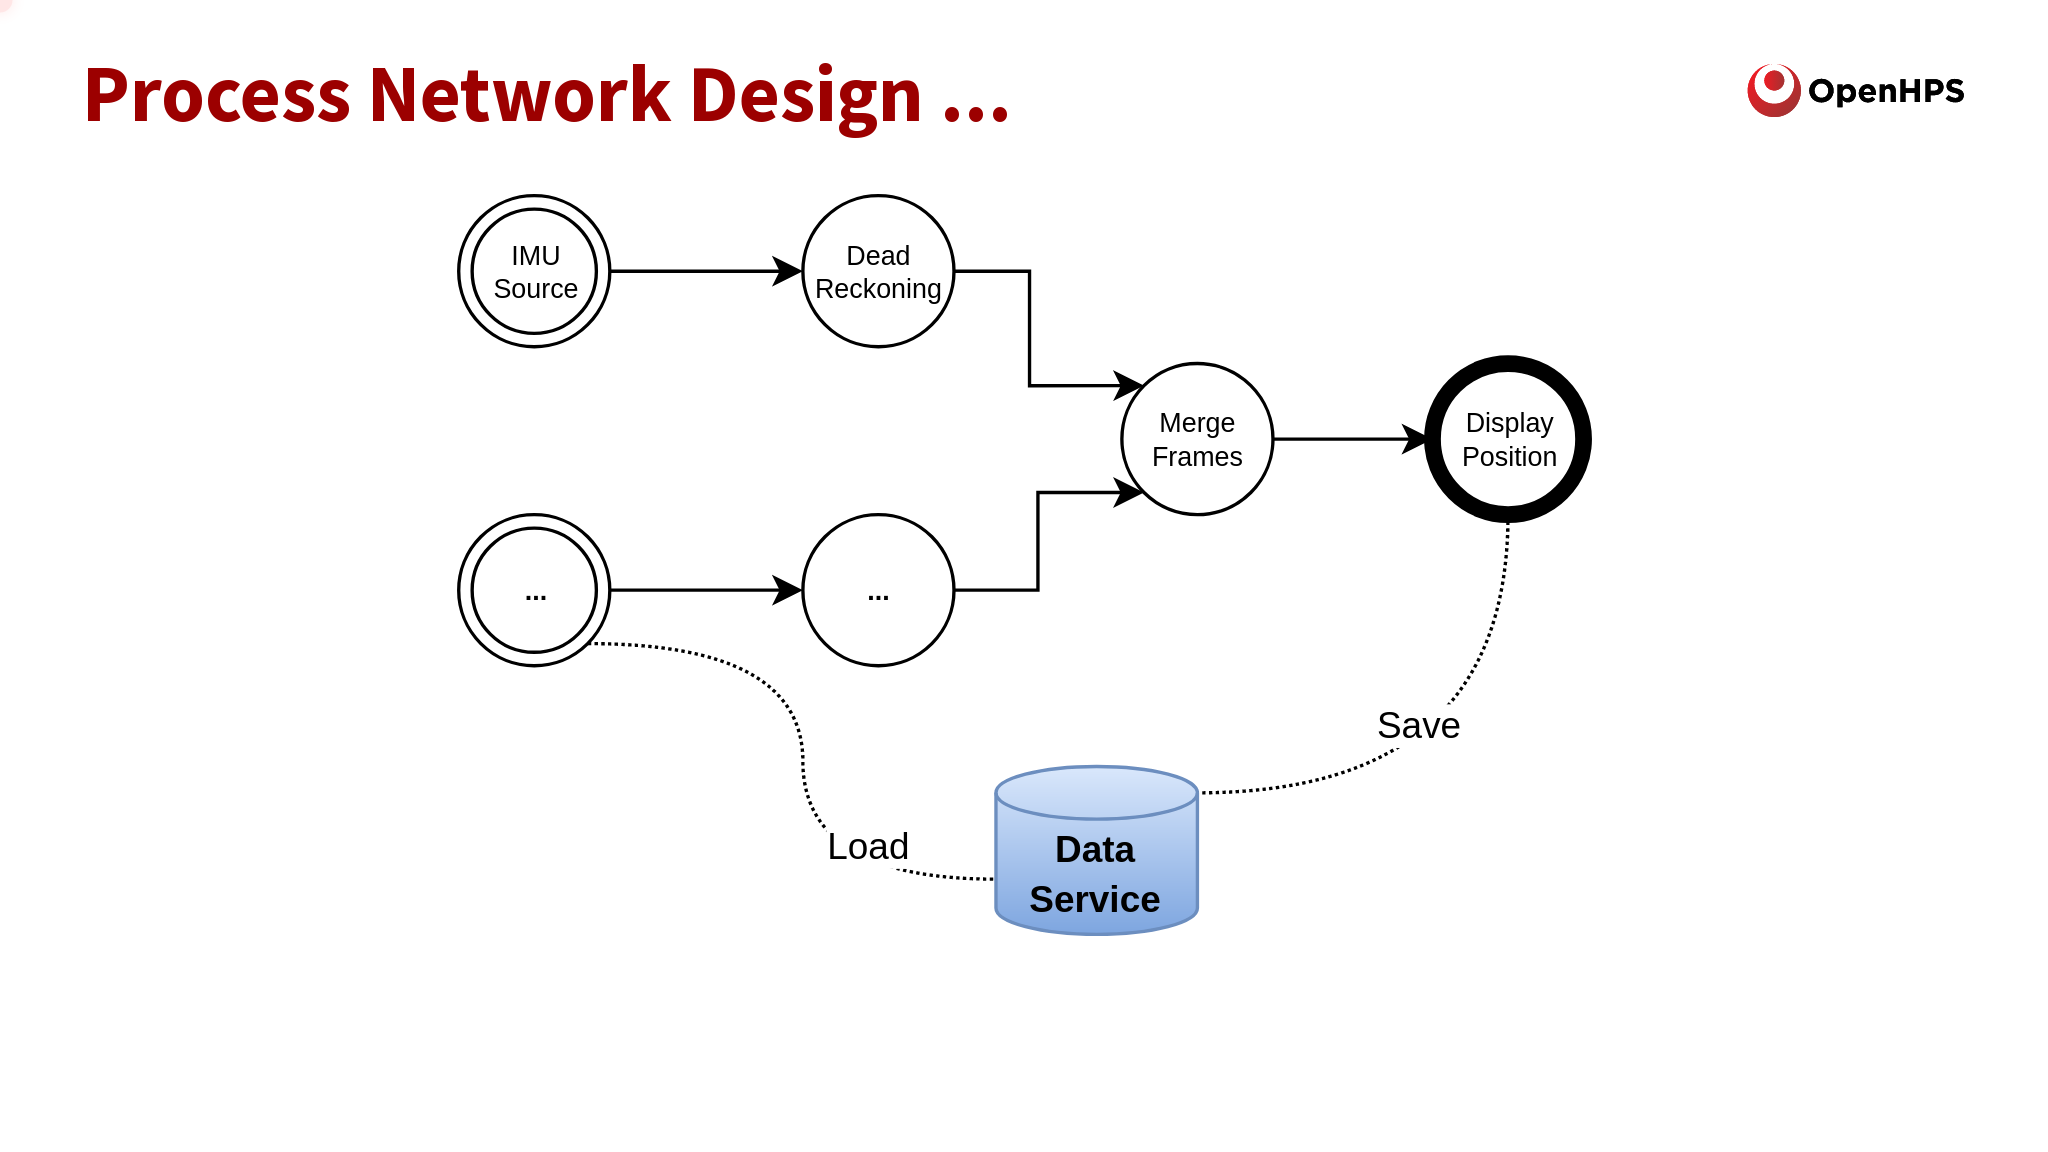 Process Network Design ...
OpenHPS
IMU
Source
Dead
Reckoning
Merge
Frames
Display
Position
...
...
Save
Load
Data
Service